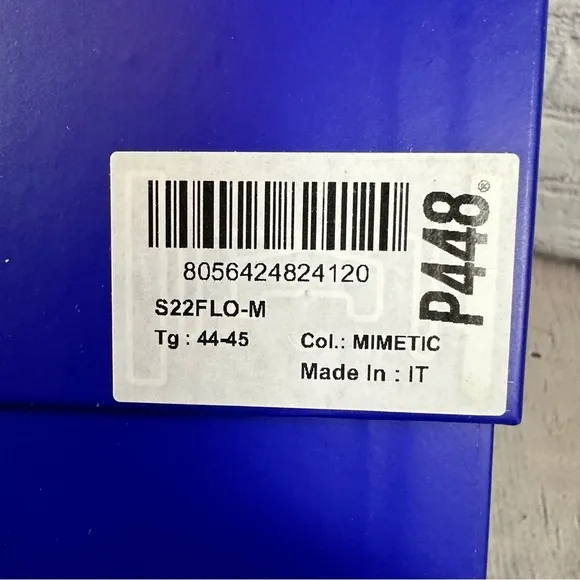 8056424824120
S22FLO-M
Tg : 44-45
Col.: MIMETIC
Made In : IT
P448®